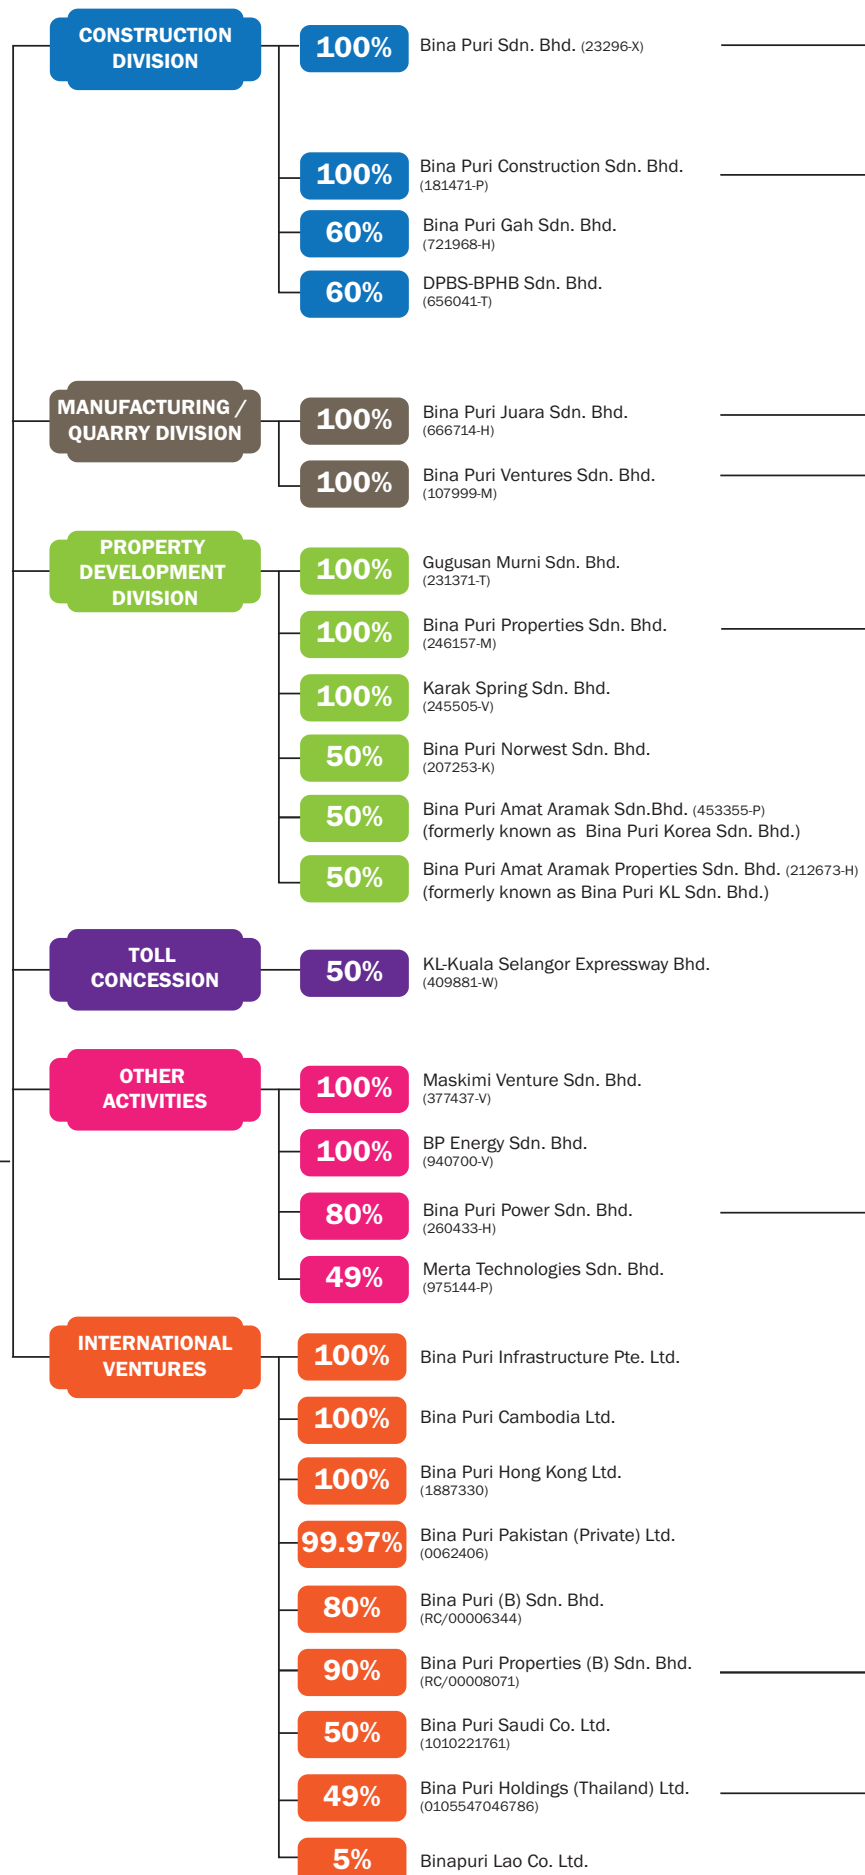 CONSTRUCTION
DIVISION
100%
Bina Puri Sdn. Bhd. (23296-X)
100%
Bina Puri Construction Sdn. Bhd.
(181471-P)
60%
Bina Puri Gah Sdn. Bhd.
(721968-H)
60%
DPBS-BPHB Sdn. Bhd.
(656041-T)
MANUFACTURING /
QUARRY DIVISION
100%
Bina Puri Juara Sdn. Bhd.
(666714-H)
100%
Bina Puri Ventures Sdn. Bhd.
(107999-M)
PROPERTY
DEVELOPMENT
DIVISION
100%
Gugusan Murni Sdn. Bhd.
(231371-T)
100%
Bina Puri Properties Sdn. Bhd.
(246157-M)
100%
Karak Spring Sdn. Bhd.
(245505-V)
50%
Bina Puri Norwest Sdn. Bhd.
(207253-K)
50%
Bina Puri Amat Aramak Sdn.Bhd. (453355-P)
(formerly known as Bina Puri Korea Sdn. Bhd.)
50%
Bina Puri Amat Aramak Properties Sdn. Bhd. (212673-H)
(formerly known as Bina Puri KL Sdn. Bhd.)
TOLL
CONCESSION
50%
KL-Kuala Selangor Expressway Bhd.
(409881-W)
OTHER
ACTIVITIES
100%
Maskimi Venture Sdn. Bhd.
(377437-V)
100%
BP Energy Sdn. Bhd.
(940700-V)
80%
Bina Puri Power Sdn. Bhd.
(260433-H)
49%
Merta Technologies Sdn. Bhd.
(975144-P)
INTERNATIONAL
VENTURES
100%
Bina Puri Infrastructure Pte. Ltd.
100%
Bina Puri Cambodia Ltd.
100%
Bina Puri Hong Kong Ltd.
(1887330)
99.97%
Bina Puri Pakistan (Private) Ltd.
(0062406)
80%
Bina Puri (B) Sdn. Bhd.
(RC/00006344)
90%
Bina Puri Properties (B) Sdn. Bhd.
(RC/00008071)
50%
Bina Puri Saudi Co. Ltd.
(1010221761)
49%
Bina Puri Holdings (Thailand) Ltd.
(0105547046786)
5%
Binapuri Lao Co. Ltd.